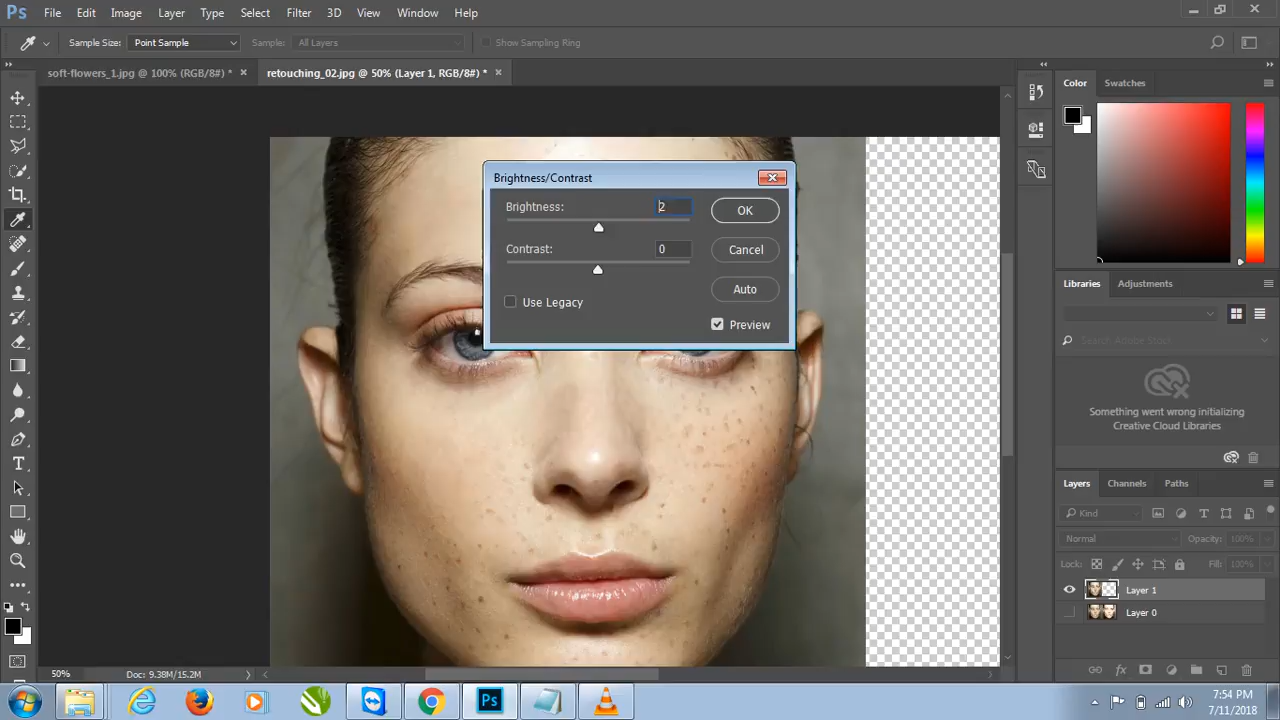 Ps File Edit Image Layer Type Select Filter 3D View Window Help
Sample Size: Point Sample Sample: All Layers Show Sampling Ring
soft-flowers_1.jpg @ 100% (RGB/8#) * × retouching_02.jpg @ 50% (Layer 1, RGB/8#) * ×
Color Swatches
Brightness/Contrast
Brightness: 2
OK
Contrast: 0
Cancel
Auto
Use Legacy
Preview
Libraries Adjustments
Search Adobe Stock
Something went wrong initializing
Creative Cloud Libraries
Layers Channels Paths
Kind
Normal Opacity: 100%
Lock: Fill: 100%
Layer 1
Layer 0
50% Doc: 9.38M/15.2M
Ps
7:54 PM
7/11/2018